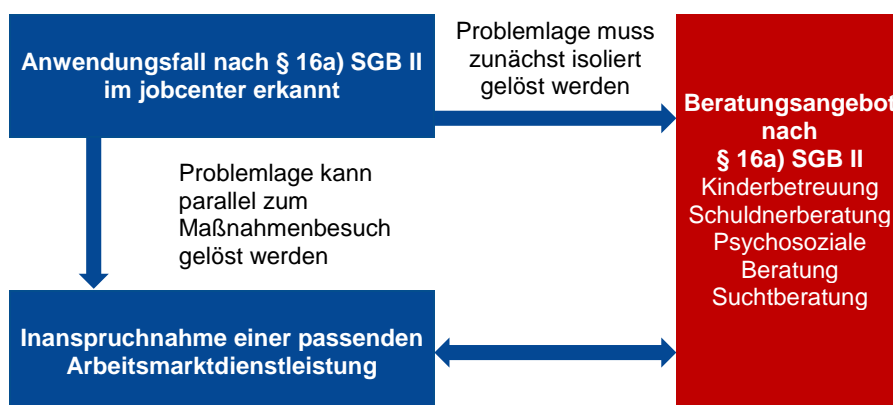 Anwendungsfall nach § 16a) SGB II
im jobcenter erkannt
Problemlage muss
zunächst isoliert
gelöst werden
Beratungsangebot
nach
§ 16a) SGB II
Kinderbetreuung
Schuldnerberatung
Psychosoziale
Beratung
Suchtberatung
Problemlage kann
parallel zum
Maßnahmenbesuch
gelöst werden
Inanspruchnahme einer passenden
Arbeitsmarktdienstleistung